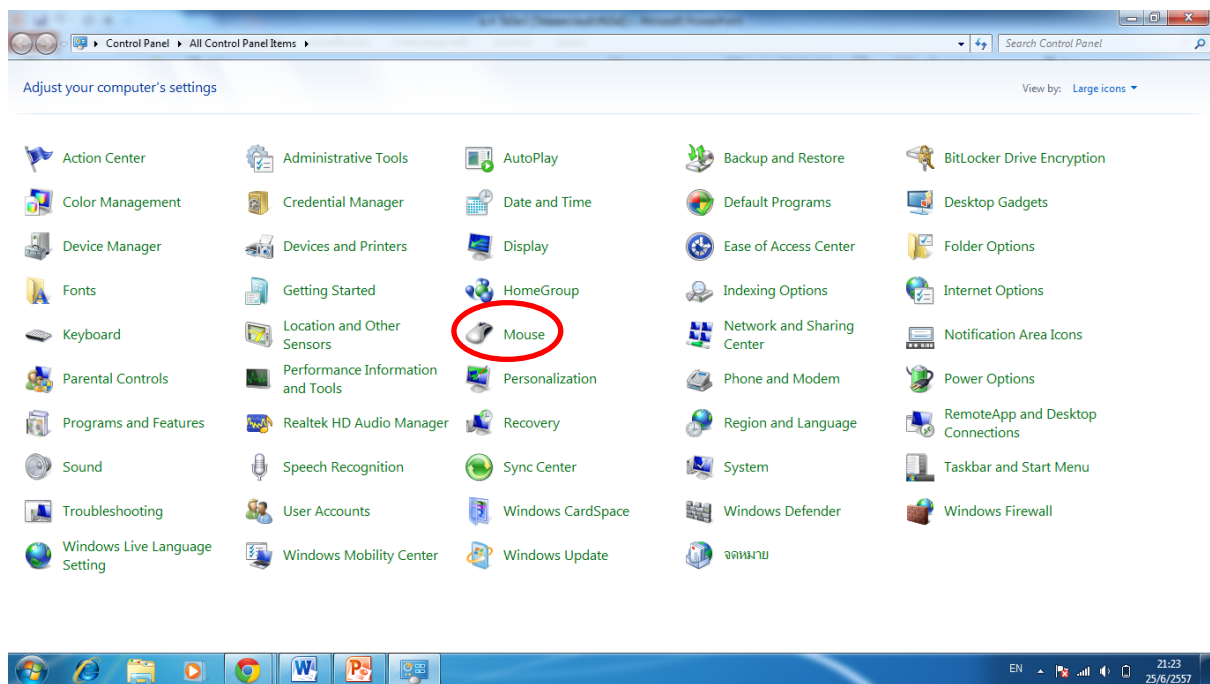 Control Panel All Control Panel Items
Search Control Panel
Adjust your computer's settings
View by: Large icons
Action Center
Administrative Tools
AutoPlay
Backup and Restore
BitLocker Drive Encryption
Color Management
Credential Manager
Date and Time
Default Programs
Desktop Gadgets
Device Manager
Devices and Printers
Display
Ease of Access Center
Folder Options
Fonts
Getting Started
HomeGroup
Indexing Options
Internet Options
Keyboard
Location and Other
Sensors
Mouse
Network and Sharing
Center
Notification Area Icons
Parental Controls
Performance Information
and Tools
Personalization
Phone and Modem
Power Options
Programs and Features
Realtek HD Audio Manager
Recovery
Region and Language
RemoteApp and Desktop
Connections
Sound
Speech Recognition
Sync Center
System
Taskbar and Start Menu
Troubleshooting
User Accounts
Windows CardSpace
Windows Defender
Windows Firewall
Windows Live Language
Setting
Windows Mobility Center
Windows Update
จดหมาย
EN
21:23
25/6/2557